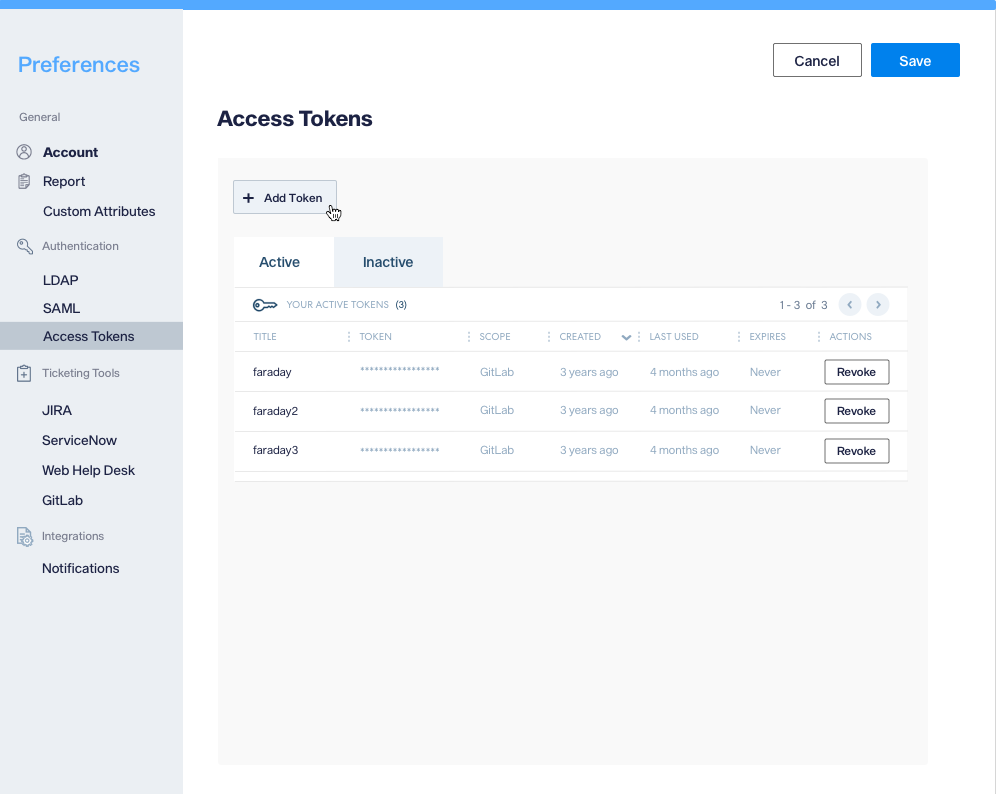 Preferences
General
Account
Report
Custom Attributes
Authentication
LDAP
SAML
Access Tokens
Ticketing Tools
JIRA
ServiceNow
Web Help Desk
GitLab
Integrations
Notifications
Cancel Save
Access Tokens
+ Add Token
Active Inactive
YOUR ACTIVE TOKENS (3) 1 - 3 of 3
TITLE TOKEN SCOPE CREATED LAST USED EXPIRES ACTIONS
faraday ***************** GitLab 3 years ago 4 months ago Never Revoke
faraday2 ***************** GitLab 3 years ago 4 months ago Never Revoke
faraday3 ***************** GitLab 3 years ago 4 months ago Never Revoke